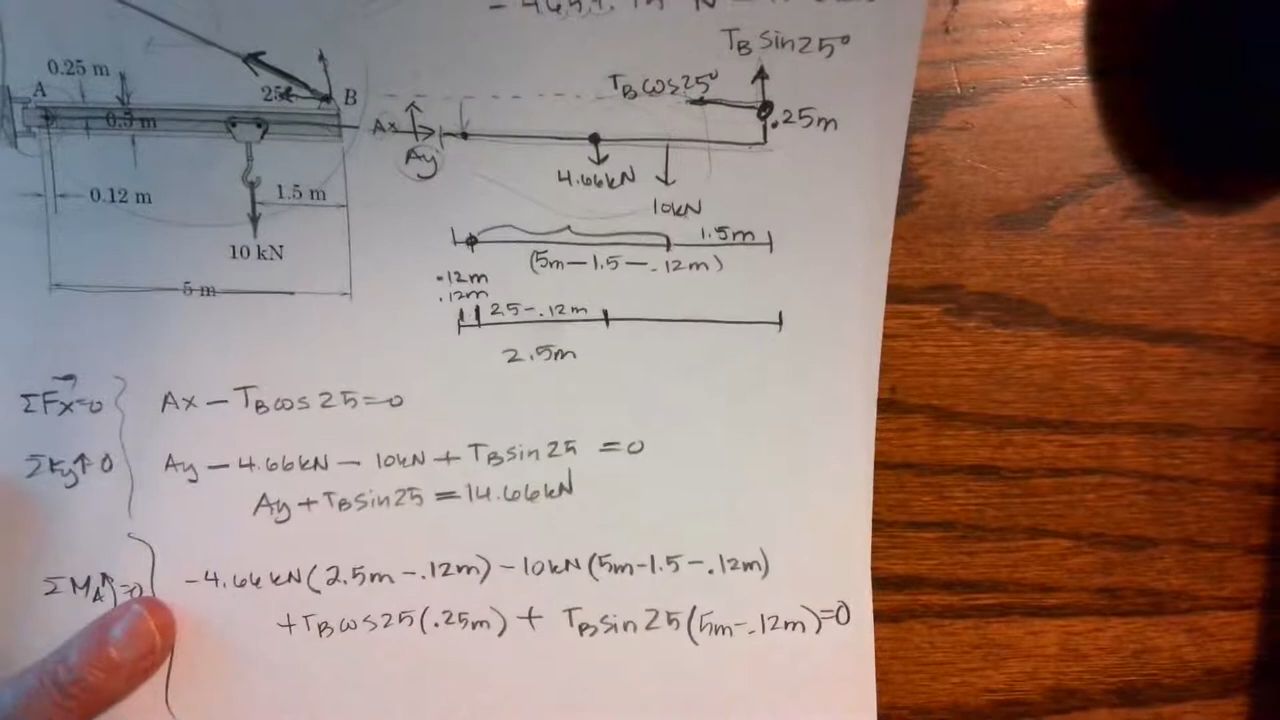 T_B sin25°
0.25 m
T_B cos25°
A
25
B
0.5 m
Ax
.25m
Ay
4.66kN
0.12 m
1.5 m
10kN
10 kN
1.5m
(5m-1.5-.12m)
.12m
.12m
2.5-.12m
5 m
2.5m
ΣFx=0
Ax - T_B cos 25=0
ΣFy↑0
Ay - 4.66kN - 10kN + T_B sin 25 =0
Ay + T_B sin 25 = 14.66kN
ΣM_A=0
-4.66kN(2.5m-.12m) - 10kN(5m-1.5-.12m)
+T_B cos25(.25m) + T_B sin 25(5m-.12m)=0